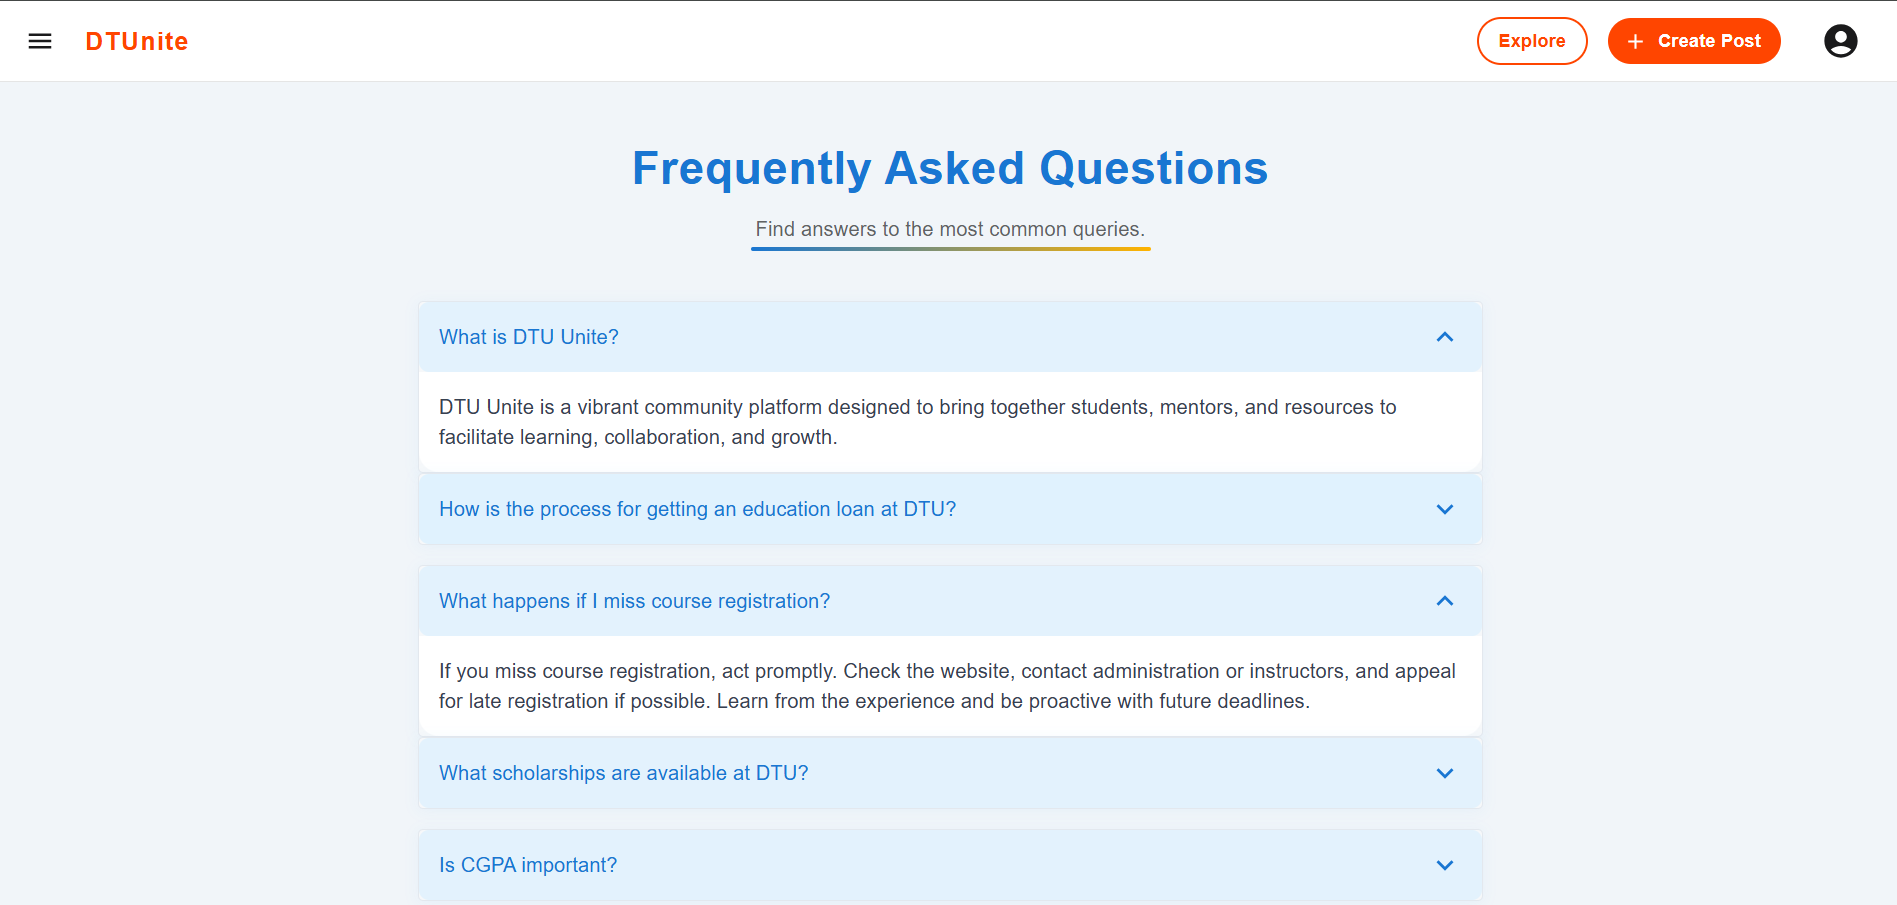 DTUnite
Explore
+ Create Post
Frequently Asked Questions
Find answers to the most common queries.
What is DTU Unite?
DTU Unite is a vibrant community platform designed to bring together students, mentors, and resources to
facilitate learning, collaboration, and growth.
How is the process for getting an education loan at DTU?
What happens if I miss course registration?
If you miss course registration, act promptly. Check the website, contact administration or instructors, and appeal
for late registration if possible. Learn from the experience and be proactive with future deadlines.
What scholarships are available at DTU?
Is CGPA important?